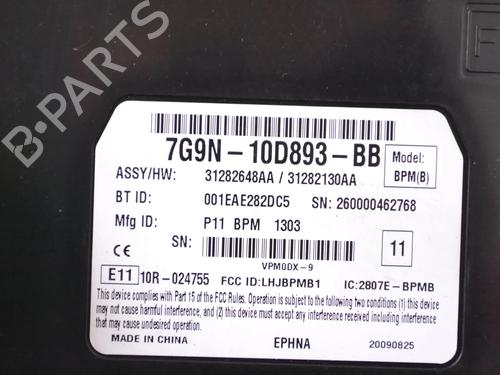 B-PARTS
F
7G9N-10D893-BB
Model:
BPM(B)
ASSY/HW: 31282648AA / 31282130AA
BT ID: 001EAE282DC5 SN: 260000462768
Mfg ID: P11 BPM 1303
SN:
11
VPM0DX-9
CE
E11 10R-024755 FCC ID:LHJBPMB1 IC:2807E-BPMB
This device complies with Part 15 of the FCC Rules. Operation is subject to the following two conditions (1) this device
may not cause harmful interference, and (2) this device must accept any interference received including interference
that may cause undesired operation.
MADE IN CHINA EPHNA 20090825